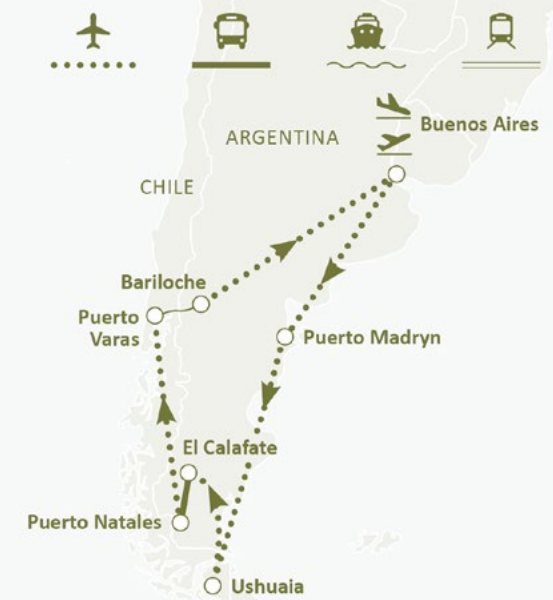 Buenos Aires
ARGENTINA
CHILE
Bariloche
Puerto
Varas
Puerto Madryn
El Calafate
Puerto Natales
Ushuaia